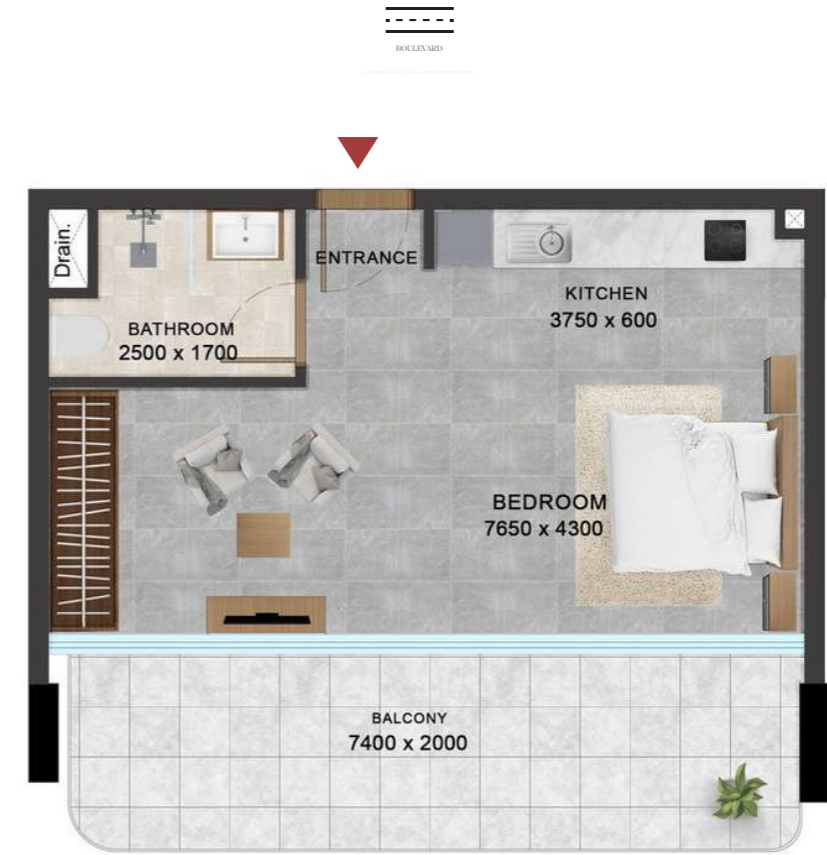 BOULEVARD
ENTRANCE
Drain.
KITCHEN
3750 x 600
BATHROOM
2500 x 1700
BEDROOM
7650 x 4300
BALCONY
7400 x 2000